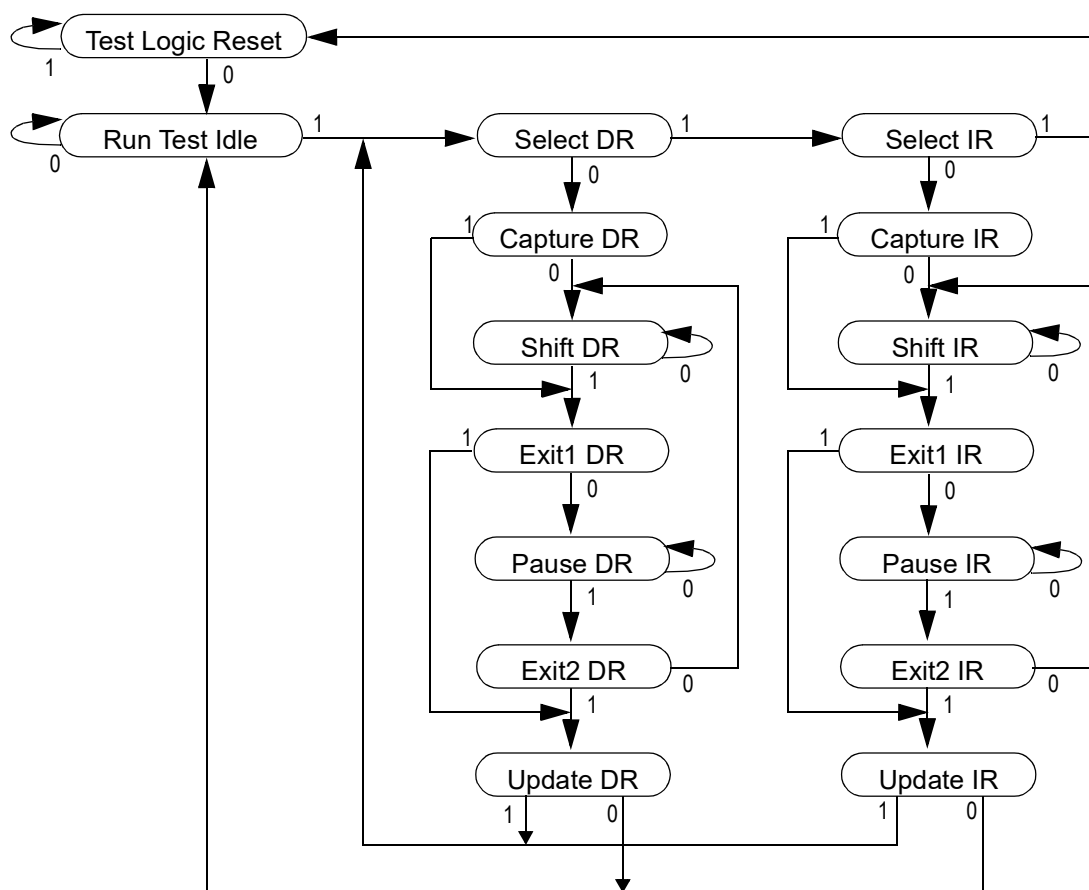 Test Logic Reset
1
0
Run Test Idle
1
0
Select DR
1
0
Select IR
1
0
1
Capture DR
0
1
Capture IR
0
Shift DR
0
1
Shift IR
0
1
1
Exit1 DR
0
1
Exit1 IR
0
Pause DR
0
1
Pause IR
0
1
Exit2 DR
0
1
Exit2 IR
0
1
Update DR
1
0
Update IR
1
0